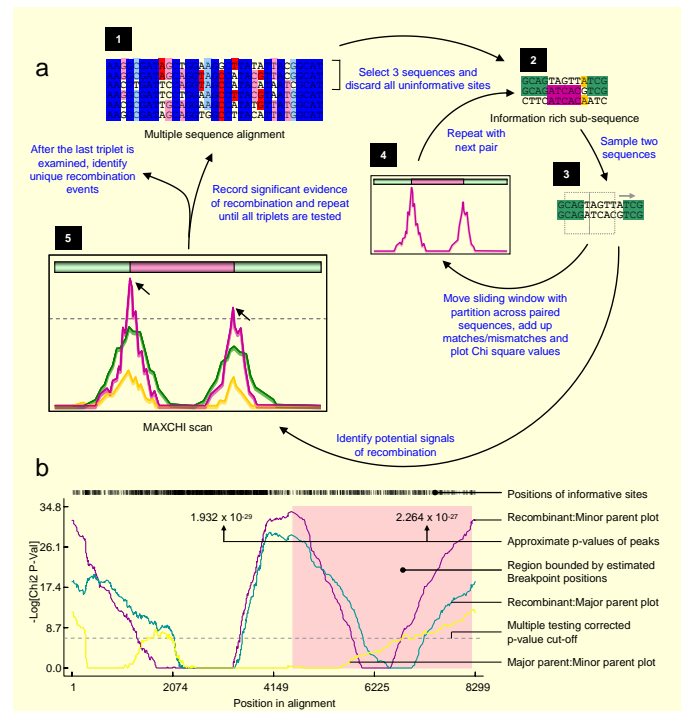 a
1
Multiple sequence alignment
Select 3 sequences and
discard all uninformative sites
2
GCAGTAGTTATCG
GCAGATCACGTCG
CTTCATCACAATC
Information rich sub-sequence
Sample two
sequences
3
GCAGTAGTTATCG
GCAGATCACGTCG
Repeat with
next pair
4
Move sliding window with
partition across paired
sequences, add up
matches/mismatches and
plot Chi square values
After the last triplet is
examined, identify
unique recombination
events
Record significant evidence
of recombination and repeat
until all triplets are tested
5
MAXCHI scan
Identify potential signals
of recombination
b
34.8
26.1
17.4
8.7
0.0
-Log[Chi2 P-Val]
1.932 x 10-29
2.264 x 10-27
Positions of informative sites
Recombinant:Minor parent plot
Approximate p-values of peaks
Region bounded by estimated
Breakpoint positions
Recombinant:Major parent plot
Multiple testing corrected
p-value cut-off
Major parent:Minor parent plot
1 2074 4149 6225 8299
Position in alignment